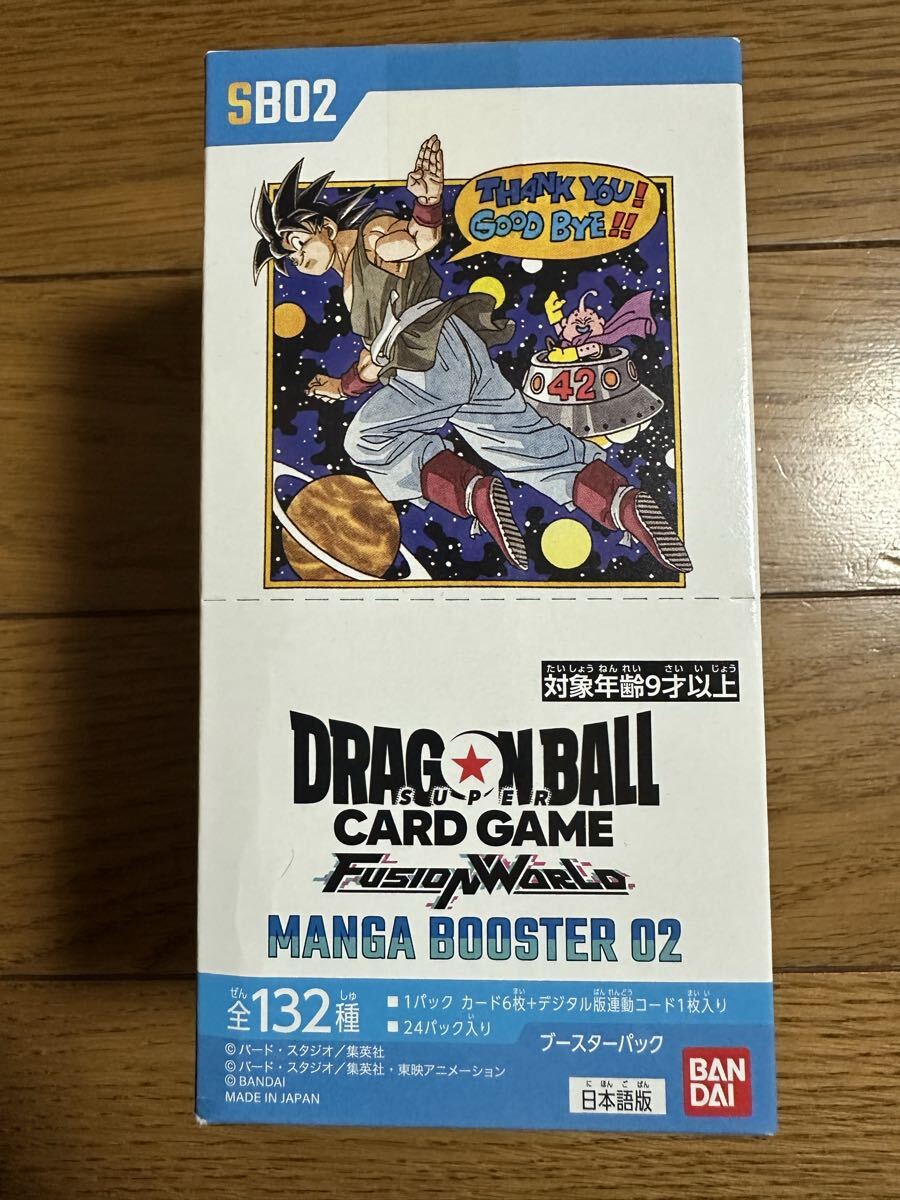 SB02
THANK YOU!
GOOD BYE!!
42
たいしょうねんれい さいいじょう
対象年齢9才以上
DRAGON BALL
SUPER
CARD GAME
FUSION WORLD
MANGA BOOSTER 02
ぜん しゅ
全132種
まい ばんれんどう まいい
■1パック カード6枚+デジタル版連動コード1枚入り
い
■24パック入り
ブースターパック
©バード・スタジオ/集英社
©バード・スタジオ/集英社・東映アニメーション
©BANDAI
MADE IN JAPAN
にほんごばん
日本語版
BAN
DAI